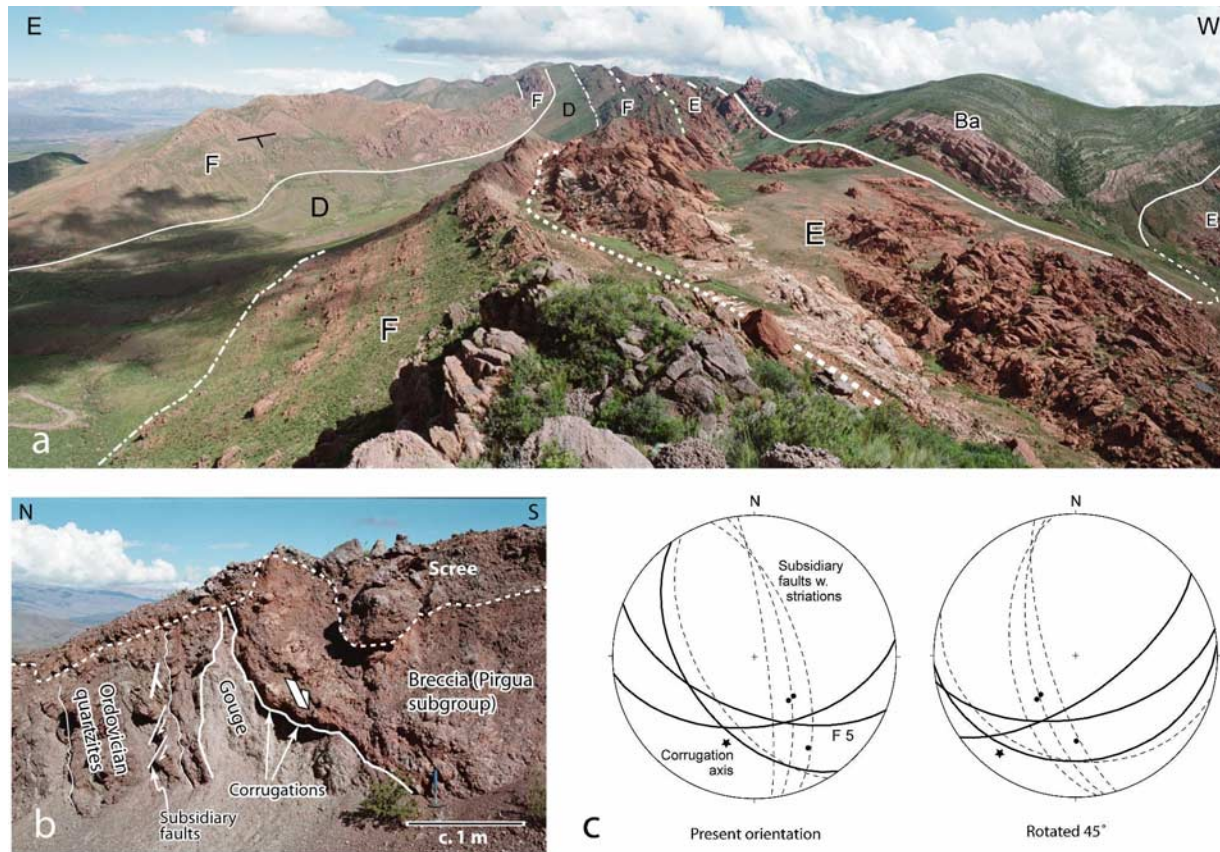 E
W
F
D
F
E
Ba
F
D
E
E
F
a
N
S
Scree
Ordovician
quartzites
Gouge
Breccia (Pirgua
subgroup)
Corrugations
Subsidiary
faults
c. 1 m
b
N
N
Subsidiary
faults w.
striations
F 5
Corrugation
axis
c
Present orientation
Rotated 45°